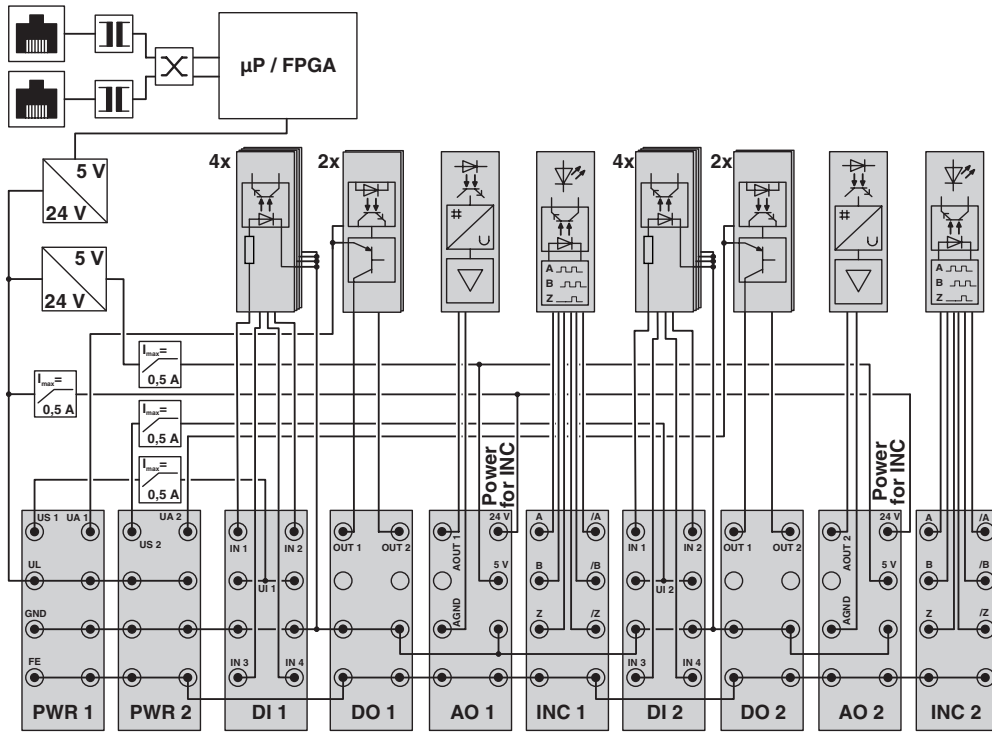 µP / FPGA
5 V
24 V
5 V
24 V
4x
2x
4x
2x
#
U
A
B
Z
#
U
A
B
Z
Imax=
0,5 A
Imax=
0,5 A
Imax=
0,5 A
Imax=
0,5 A
Power
for INC
Power
for INC
US 1
UA 1
UA 2
US 2
IN 1
IN 2
OUT 1
OUT 2
AOUT 1
24 V
A
/A
IN 1
IN 2
OUT 1
OUT 2
AOUT 2
24 V
A
/A
UL
UI 1
5 V
B
/B
UI 2
5 V
B
/B
GND
AGND
Z
/Z
AGND
Z
/Z
FE
IN 3
IN 4
IN 3
IN 4
PWR 1
PWR 2
DI 1
DO 1
AO 1
INC 1
DI 2
DO 2
AO 2
INC 2